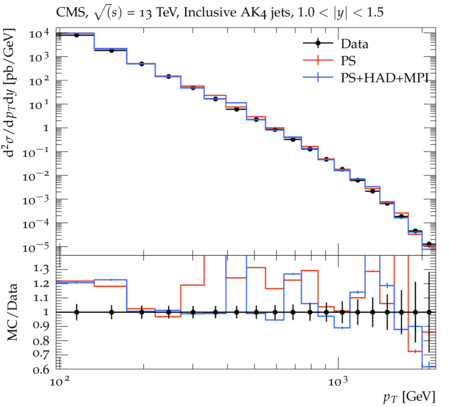 CMS, √(s) = 13 TeV, Inclusive AK4 jets, 1.0 < |y| < 1.5
d²σ/dp_T dy [pb/GeV]
10⁴
10³
10²
10¹
1
10⁻¹
10⁻²
10⁻³
10⁻⁴
10⁻⁵
Data
PS
PS+HAD+MPI
MC/Data
1.3
1.2
1.1
1
0.9
0.8
0.7
0.6
10²
10³
p_T [GeV]